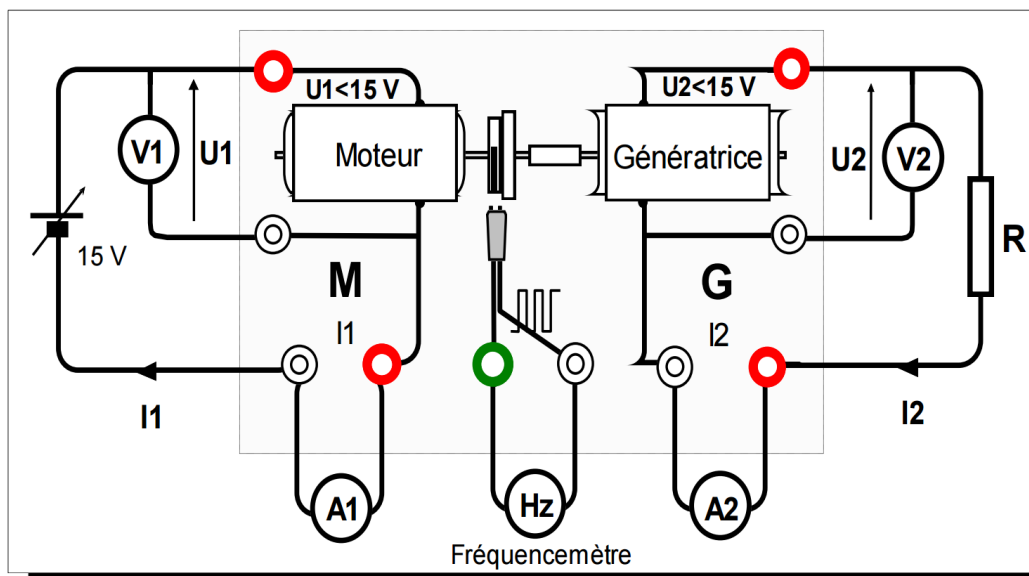 U1<15 V
U2<15 V
V1
U1
Moteur
Génératrice
U2
V2
15 V
R
M
G
I1
I2
I1
I2
A1
Hz
A2
Fréquencemètre